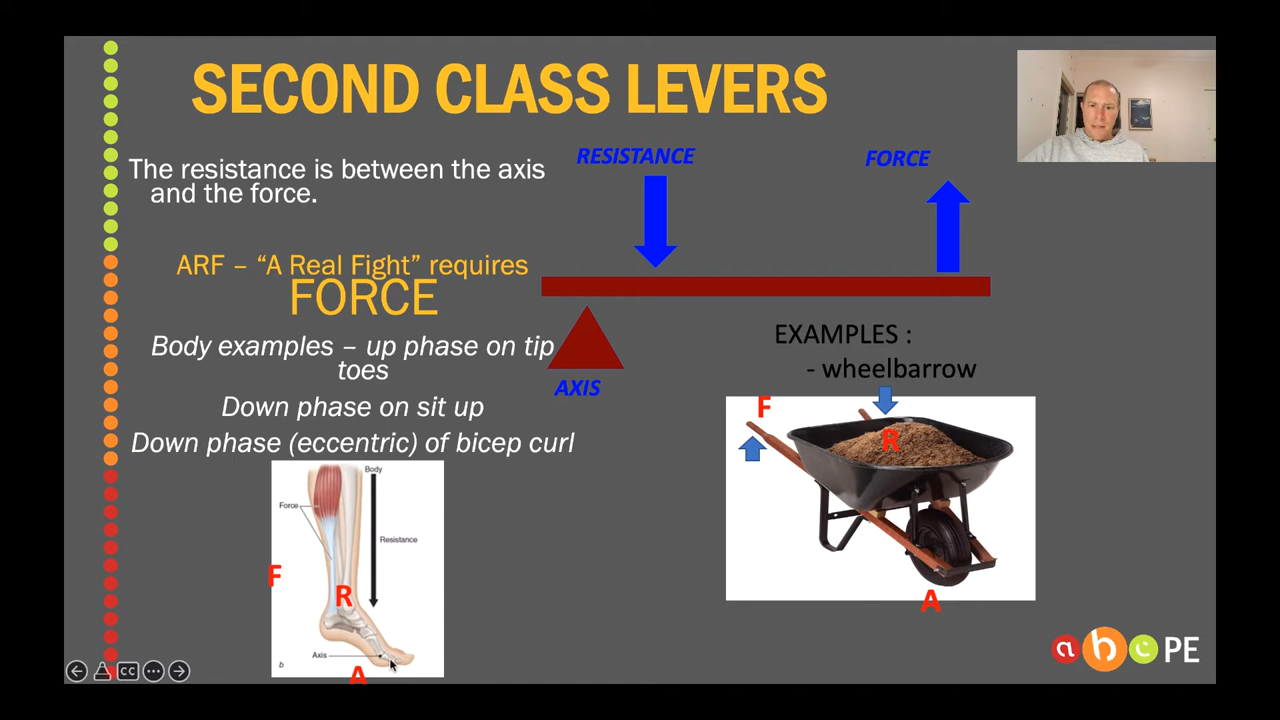 SECOND CLASS LEVERS
The resistance is between the axis
and the force.
ARF – “A Real Fight” requires
FORCE
Body examples – up phase on tip
toes
Down phase on sit up
Down phase (eccentric) of bicep curl
RESISTANCE
FORCE
AXIS
EXAMPLES :
- wheelbarrow
F
R
A
Body
Force
Resistance
F
R
Axis
b
A
CC
abc PE